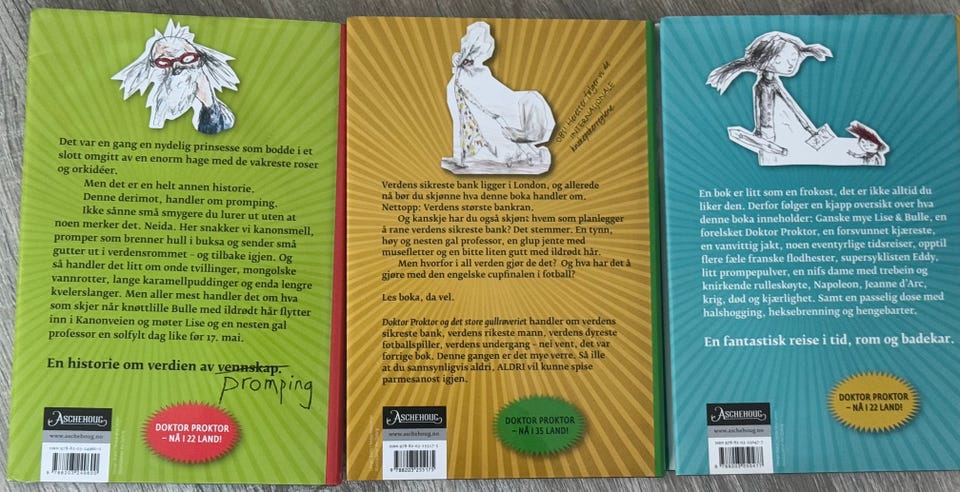 Det var en gang en nydelig prinsesse som bodde i et
slott omgitt av en enorm hage med de vakreste roser
og orkidéer.
Men det er en helt annen historie.
Denne derimot, handler om promping.
Ikke sånne små smygere du lurer ut uten at
noen merker det. Neida. Her snakker vi kanonsmell,
promper som brenner hull i buksa og sender små
gutter ut i verdensrommet – og tilbake igjen. Og
så handler det litt om onde tvillinger, mongolske
vannrotter, lange karamellpuddinger og enda lengre
kvelerslanger. Men aller mest handler det om hva
som skjer når knøttlille Bulle med ildrødt hår flytter
inn i Kanonveien og møter Lise og en nesten gal
professor en solfylt dag like før 17. mai.
En historie om verdien av vennskap.
promping
ASCHEHOUG
www.aschehoug.no
DOKTOR PROKTOR
– NÅ I 22 LAND!
OBS! Heretter følger vi de
INTERNASJONALE
Verdens sikreste bank ligger i London, og allerede
nå bør du skjønne hva denne boka handler om.
Nettopp: Verdens største bankran.
Og kanskje har du også skjønt hvem som planlegger
å rane verdens sikreste bank? Det stemmer. En tynn,
høy og nesten gal professor, en glup jente med
musefletter og en bitte liten gutt med ildrødt hår.
Men hvorfor i all verden gjør de det? Og hva har det å
gjøre med den engelske cupfinalen i fotball?
Les boka, da vel.
Doktor Proktor og det store gullrøveriet handler om verdens
sikreste bank, verdens rikeste mann, verdens dyreste
fotballspiller, verdens undergang – nei vent, det var
forrige bok. Denne gangen er det mye verre. Så ille
at du sannsynligvis aldri, ALDRI vil kunne spise
parmesanost igjen.
ASCHEHOUG
www.aschehoug.no
DOKTOR PROKTOR
– NÅ I 35 LAND!
En bok er litt som en frokost, det er ikke alltid du
liker den. Derfor følger en kjapp oversikt over hva
denne boka inneholder: Ganske mye Lise & Bulle, en
forelsket Doktor Proktor, en forsvunnet kjæreste,
en vanvittig jakt, noen eventyrlige tidsreiser, opptil
flere fæle franske flodhester, supersyklisten Eddy,
litt prompepulver, en nifs dame med trebein og
knirkende rulleskøyte, Napoleon, Jeanne d'Arc,
krig, død og kjærlighet. Samt en passelig dose med
halshogging, heksebrenning og hengebarter.
En fantastisk reise i tid, rom og badekar.
ASCHEHOUG
www.aschehoug.no
DOKTOR PROKTOR
– NÅ I 22 LAND!